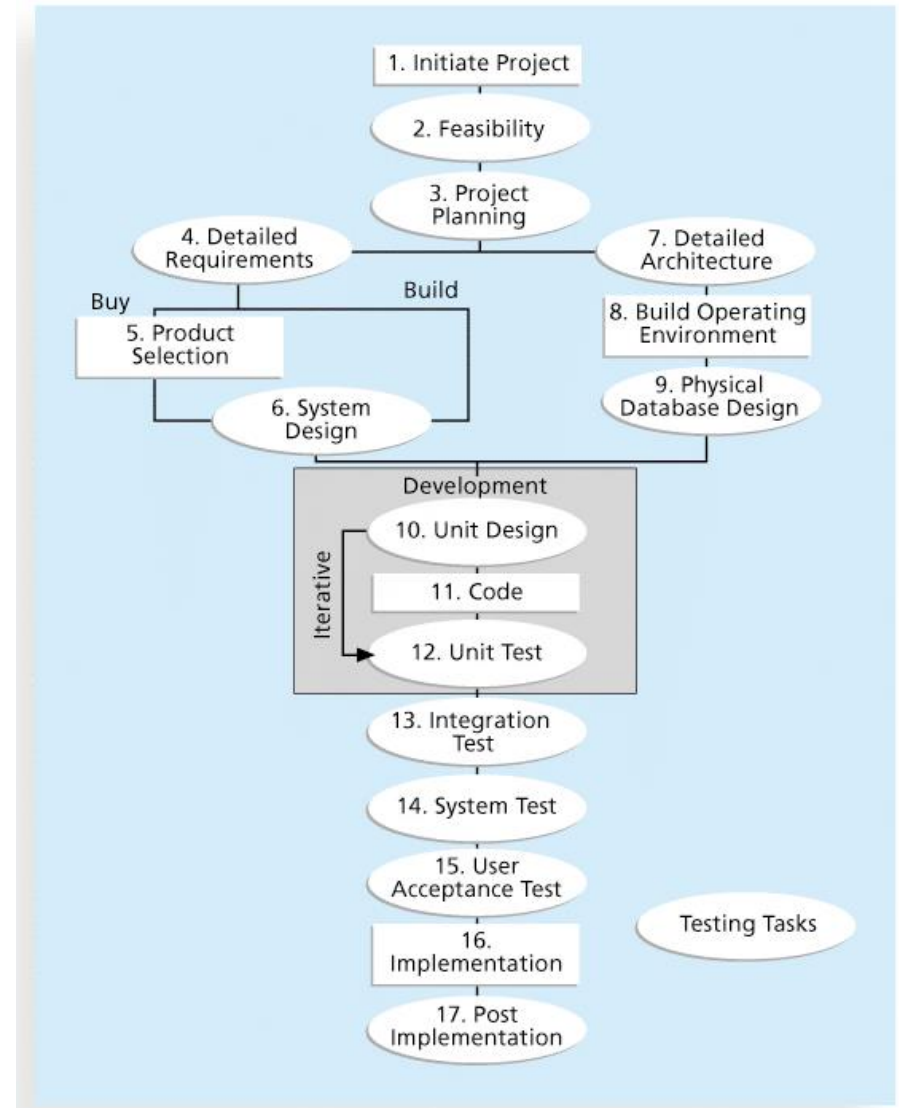 1. Initiate Project
2. Feasibility
3. Project
Planning
4. Detailed
Requirements
7. Detailed
Architecture
Buy
Build
5. Product
Selection
8. Build Operating
Environment
6. System
Design
9. Physical
Database Design
Development
10. Unit Design
Iterative
11. Code
12. Unit Test
13. Integration
Test
14. System Test
15. User
Acceptance Test
Testing Tasks
16.
Implementation
17. Post
Implementation